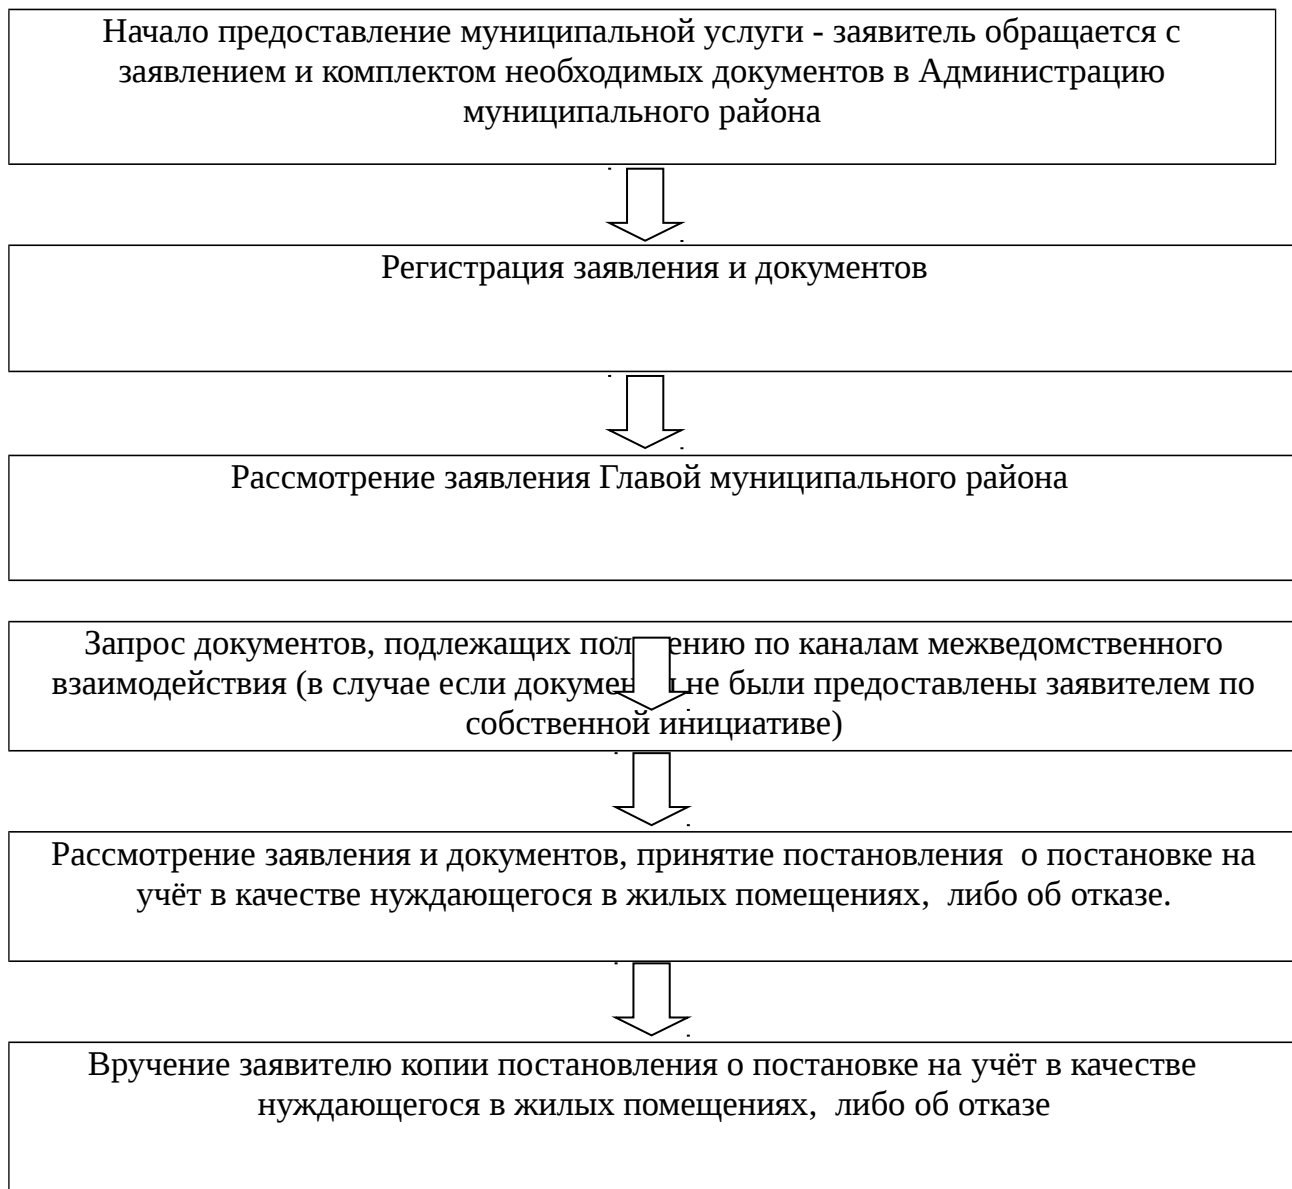 Начало предоставление муниципальной услуги - заявитель обращается с
заявлением и комплектом необходимых документов в Администрацию
муниципального района
Регистрация заявления и документов
Рассмотрение заявления Главой муниципального района
Запрос документов, подлежащих по ению по каналам межведомственного
взаимодействия (в случае если докумен не были предоставлены заявителем по
собственной инициативе)
Рассмотрение заявления и документов, принятие постановления о постановке на
учёт в качестве нуждающегося в жилых помещениях, либо об отказе.
Вручение заявителю копии постановления о постановке на учёт в качестве
нуждающегося в жилых помещениях, либо об отказе